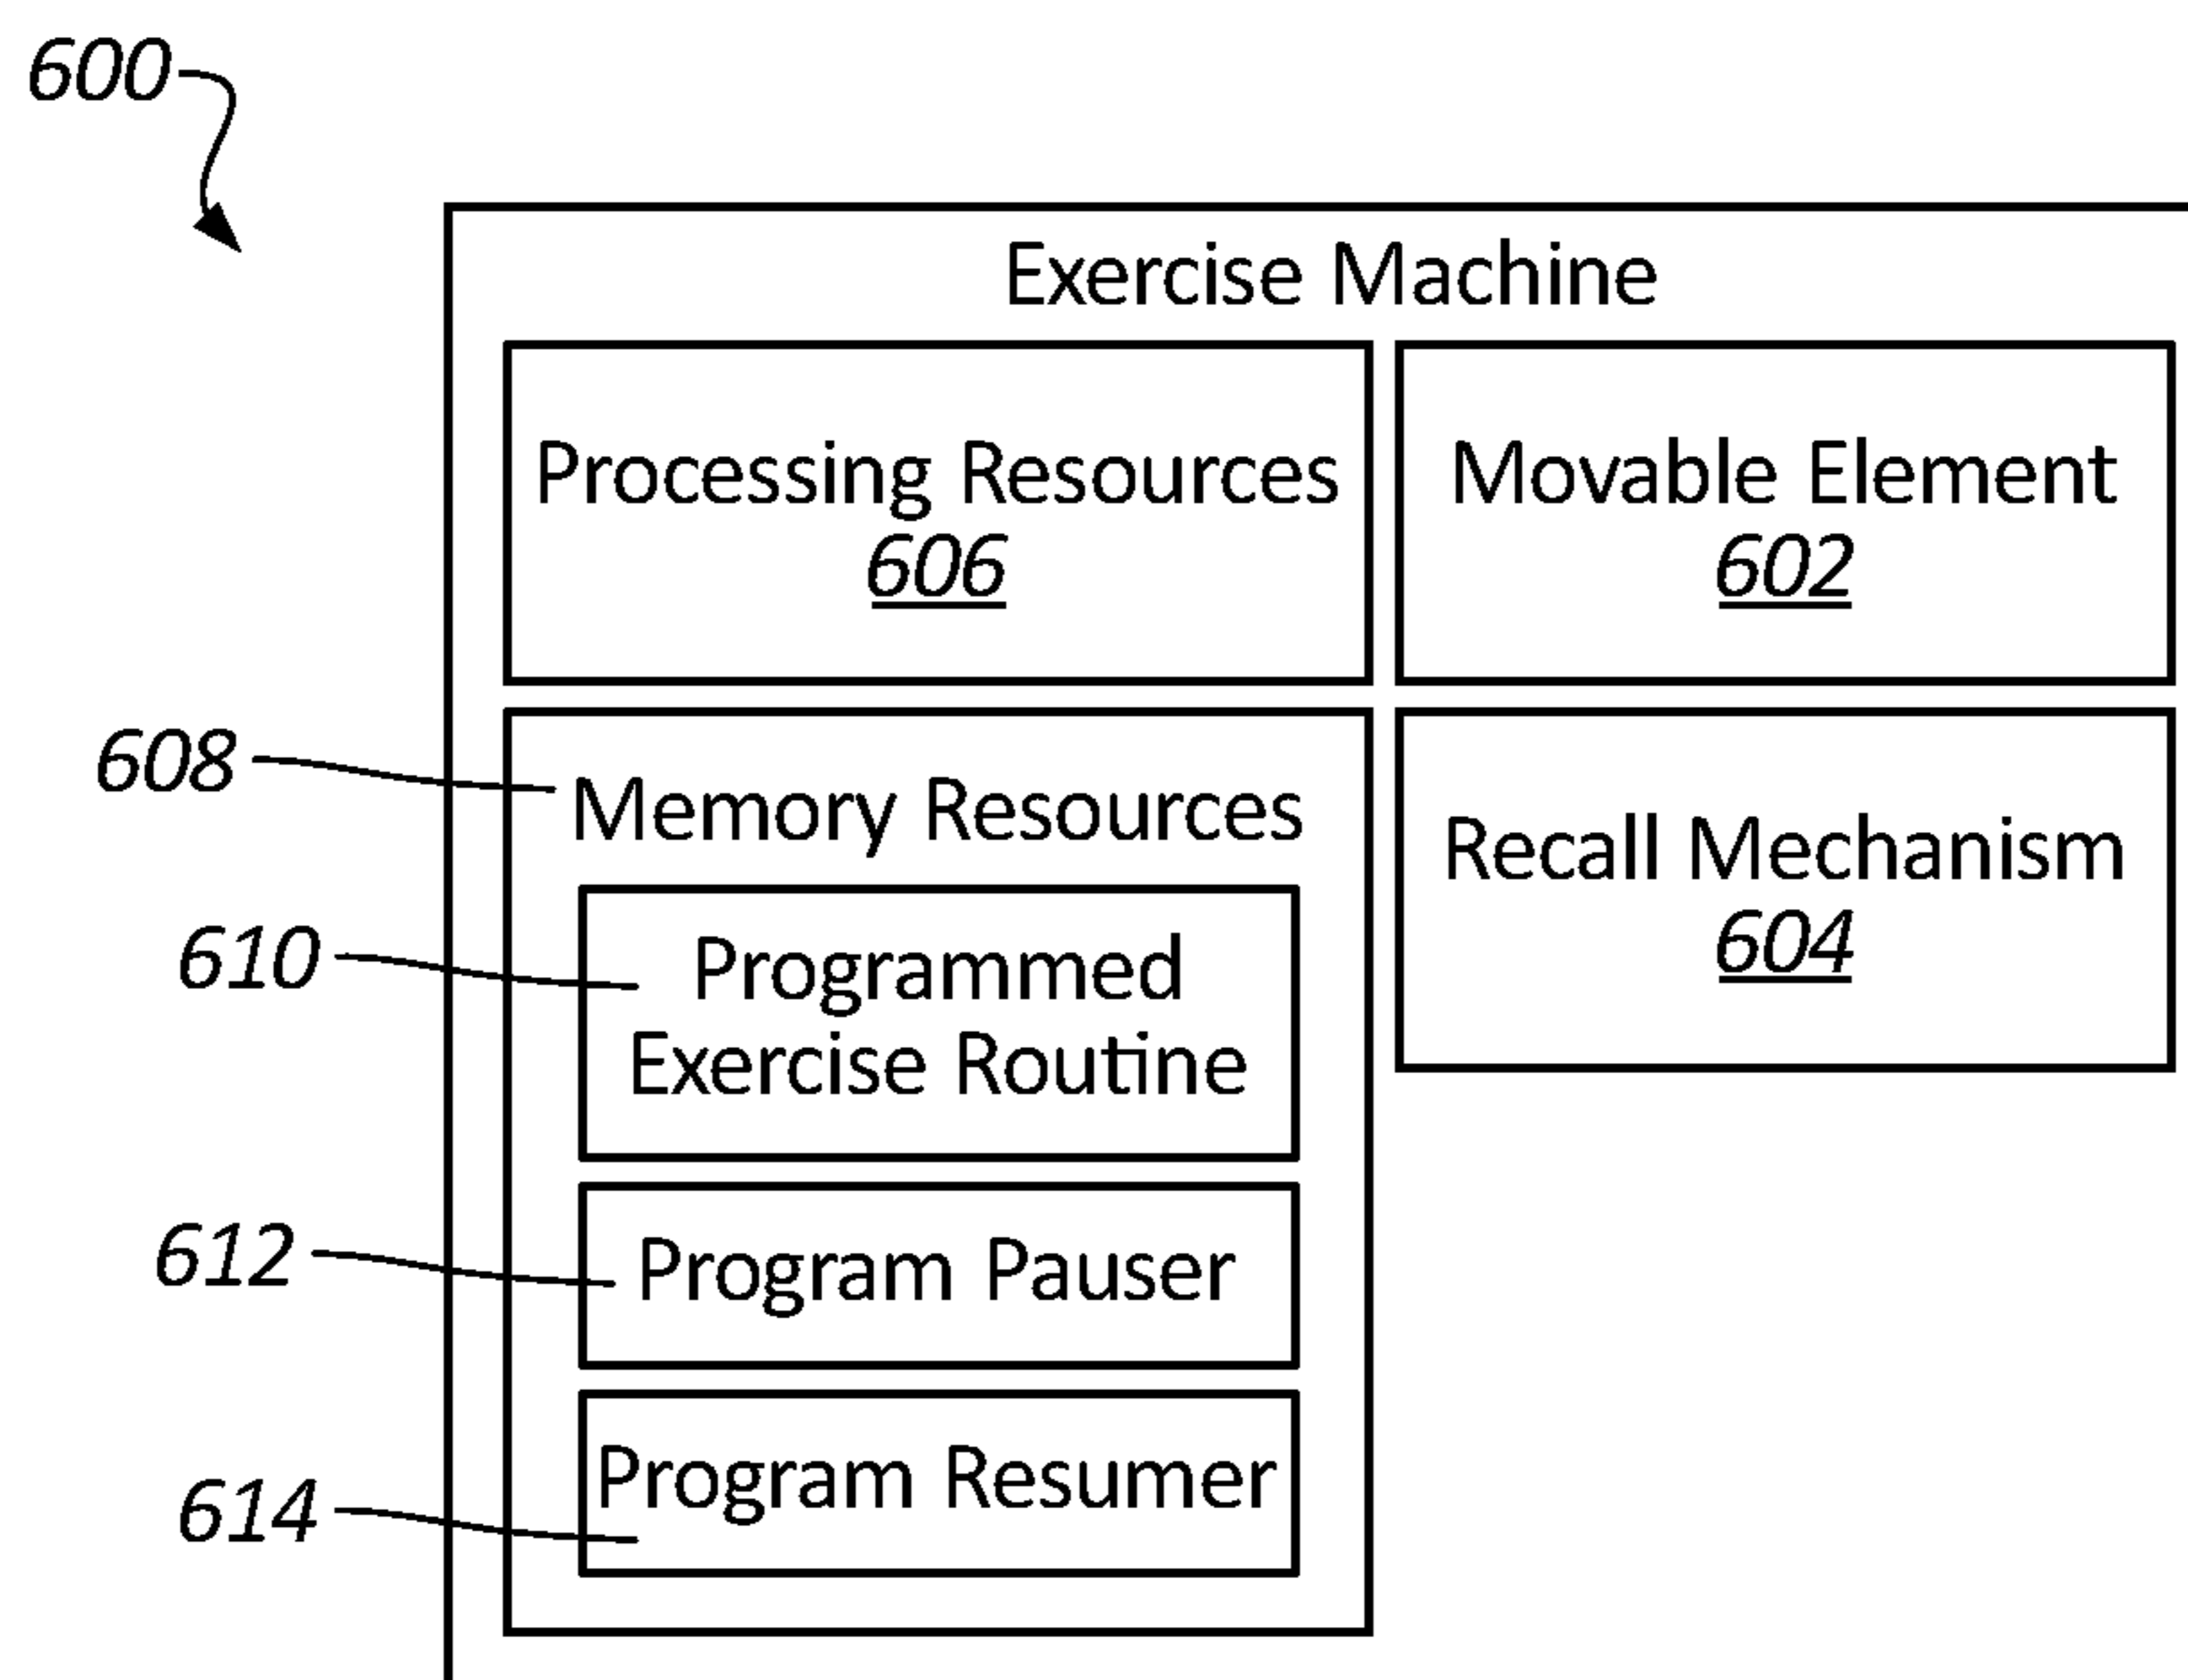 600
Exercise Machine
Processing Resources
606
Movable Element
602
608
Memory Resources
Recall Mechanism
604
610
Programmed
Exercise Routine
612
Program Pauser
614
Program Resumer